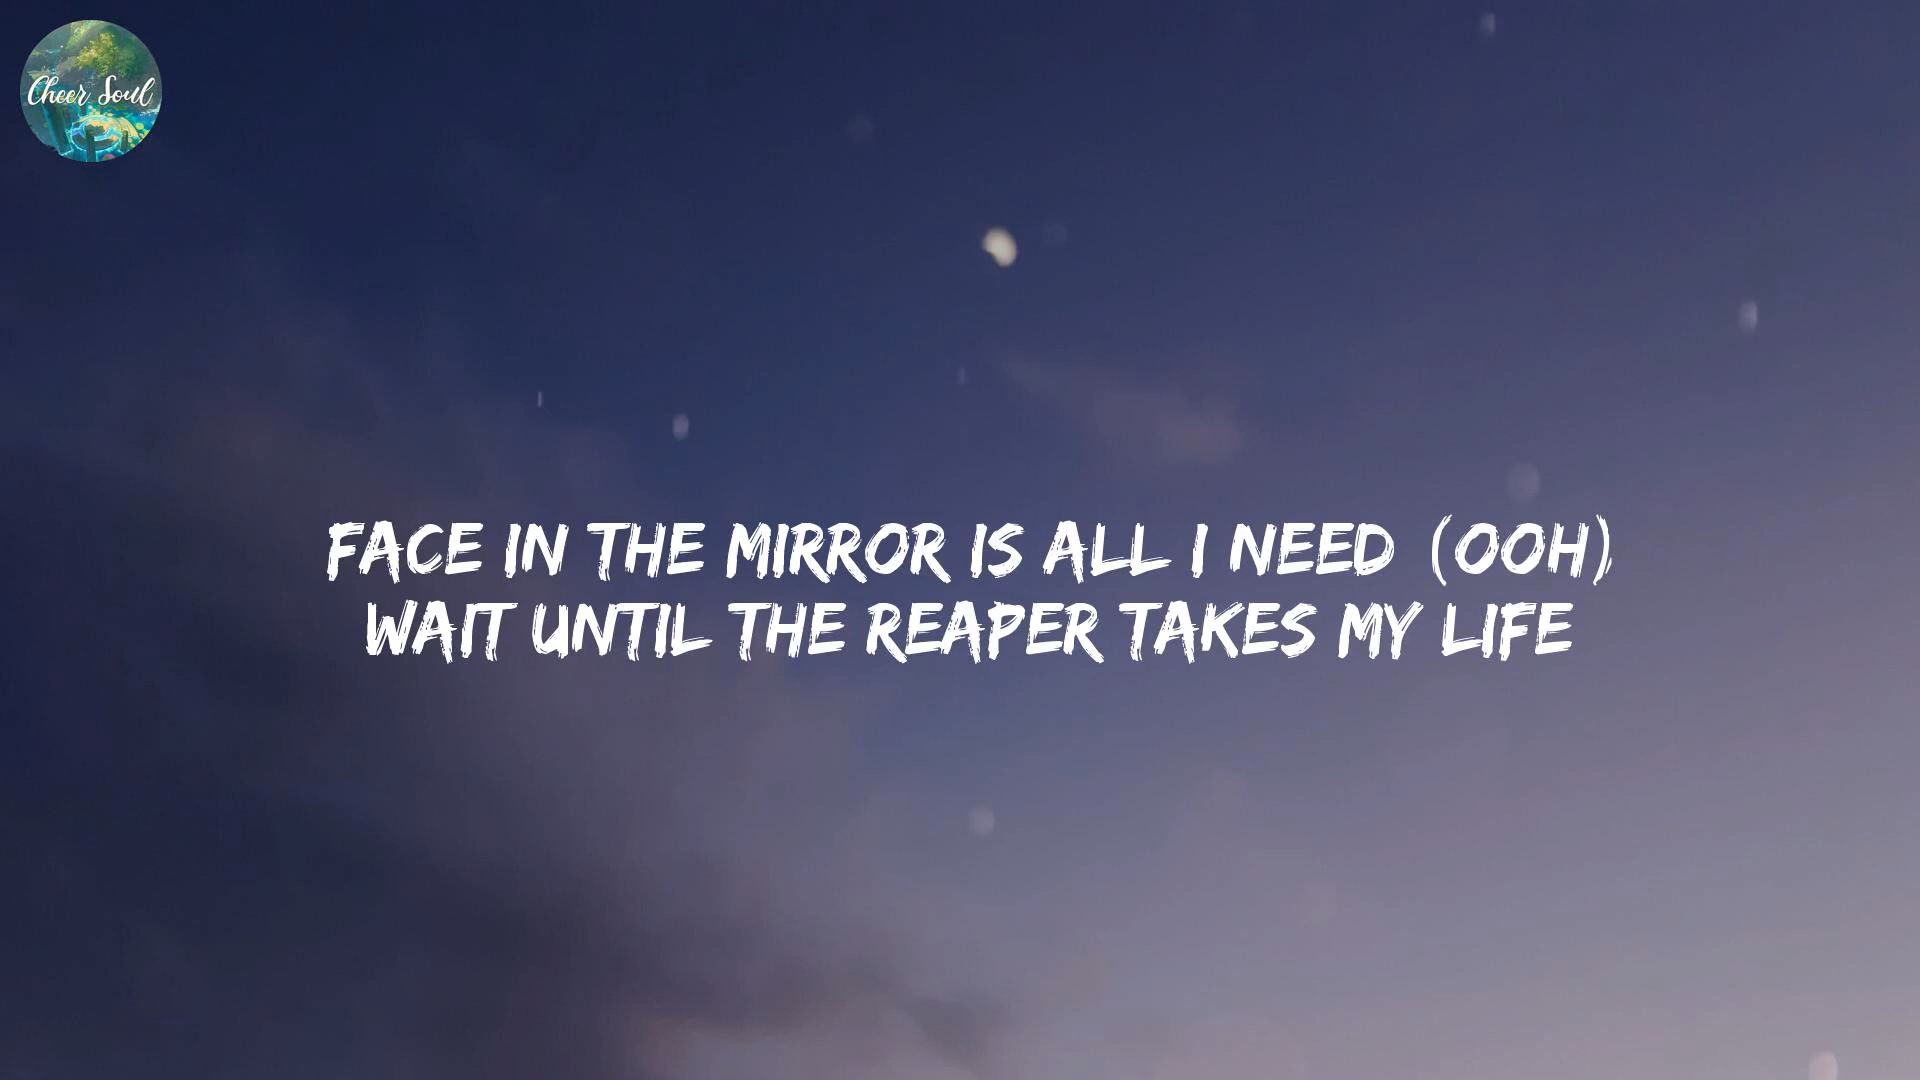 Cheer Soul
FACE IN THE MIRROR IS ALL I NEED (OOH)
WAIT UNTIL THE REAPER TAKES MY LIFE